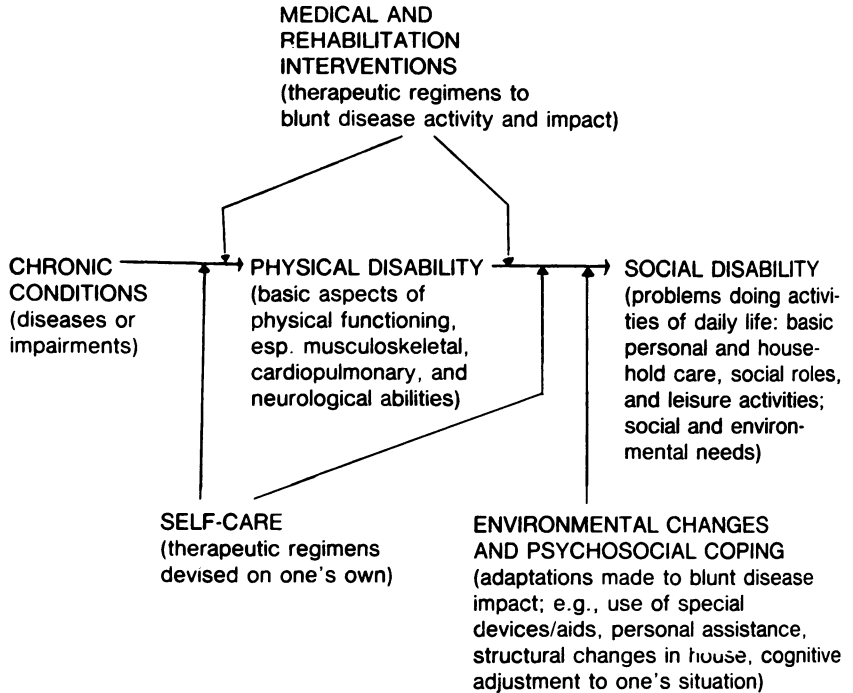 MEDICAL AND
REHABILITATION
INTERVENTIONS
(therapeutic regimens to
blunt disease activity and impact)
CHRONIC
CONDITIONS
(diseases or
impairments)
PHYSICAL DISABILITY
(basic aspects of
physical functioning,
esp. musculoskeletal,
cardiopulmonary, and
neurological abilities)
SOCIAL DISABILITY
(problems doing activi-
ties of daily life: basic
personal and house-
hold care, social roles,
and leisure activities;
social and environ-
mental needs)
SELF-CARE
(therapeutic regimens
devised on one's own)
ENVIRONMENTAL CHANGES
AND PSYCHOSOCIAL COPING
(adaptations made to blunt disease
impact; e.g., use of special
devices/aids, personal assistance,
structural changes in house, cognitive
adjustment to one's situation)